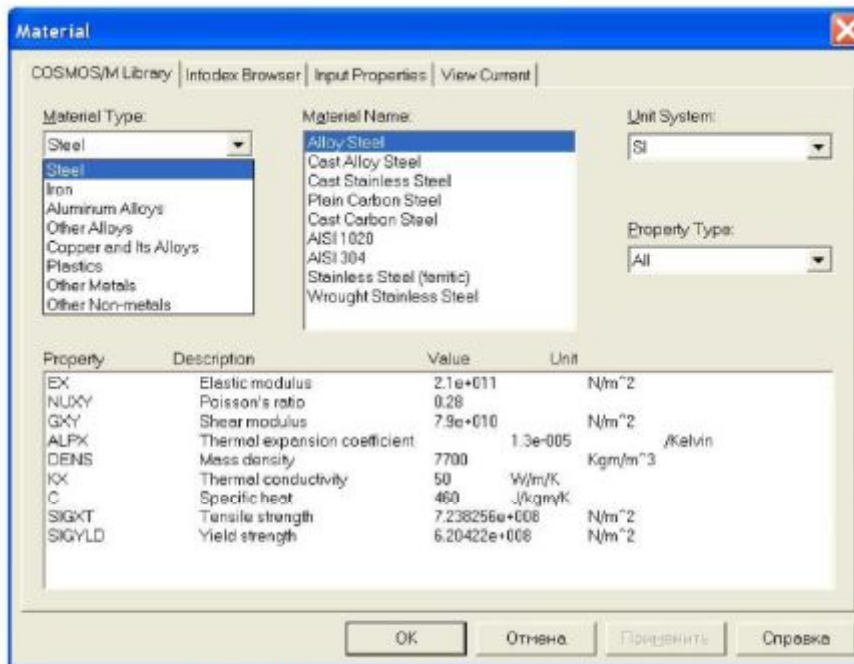 Material
COSMOS/M Library Infodex Browser Input Properties View Current
Material Type: Material Name: Unit System:
Steel
Steel
Iron
Aluminum Alloys
Other Alloys
Copper and Its Alloys
Plastics
Other Metals
Other Non-metals
Alloy Steel
Cast Alloy Steel
Cast Stainless Steel
Plain Carbon Steel
Cast Carbon Steel
AISI 1020
AISI 304
Stainless Steel (ferritic)
Wrought Stainless Steel
SI
Property Type:
All
Property Description Value Unit
EX Elastic modulus 2.1e+011 N/m^2
NUXY Poisson's ratio 0.28
GXY Shear modulus 7.9e+010 N/m^2
ALPX Thermal expansion coefficient 1.3e-005 /Kelvin
DENS Mass density 7700 Kgm/m^3
KX Thermal conductivity 50 W/m/K
C Specific heat 460 J/kgm/K
SIGXT Tensile strength 7.238256e+008 N/m^2
SIGYLD Yield strength 6.20422e+008 N/m^2
OK Отмена Применить Справка